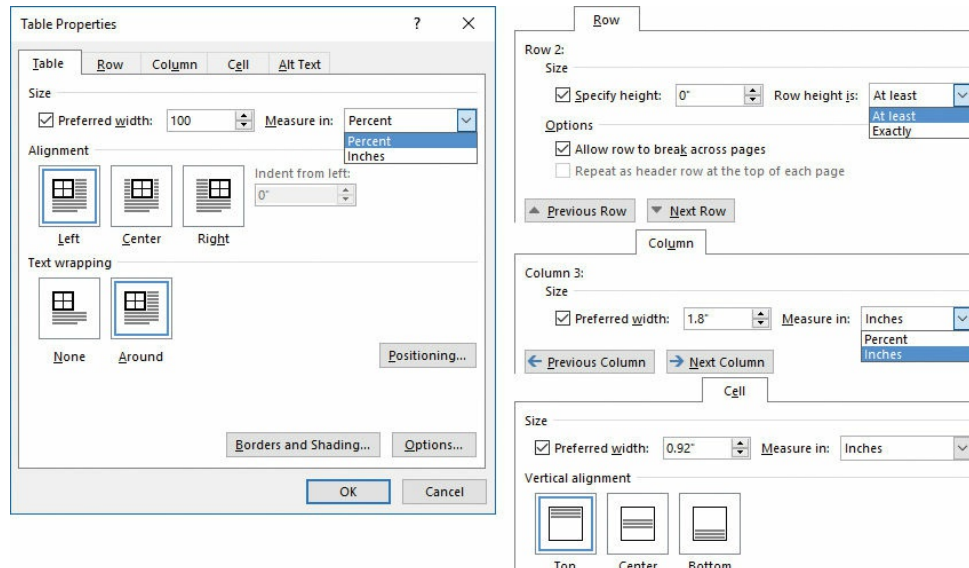 Table Properties ? ×
Table Row Column Cell Alt Text
Size
Preferred width: 100 Measure in: Percent
Percent
Inches
Alignment
Indent from left:
0"
Left Center Right
Text wrapping
None Around
Positioning...
Borders and Shading... Options...
OK Cancel
Row
Row 2:
Size
Specify height: 0" Row height is: At least
At least
Exactly
Options
Allow row to break across pages
Repeat as header row at the top of each page
Previous Row Next Row
Column
Column 3:
Size
Preferred width: 1.8" Measure in: Inches
Percent
Inches
Previous Column Next Column
Cell
Size
Preferred width: 0.92" Measure in: Inches
Vertical alignment
Top Center Bottom